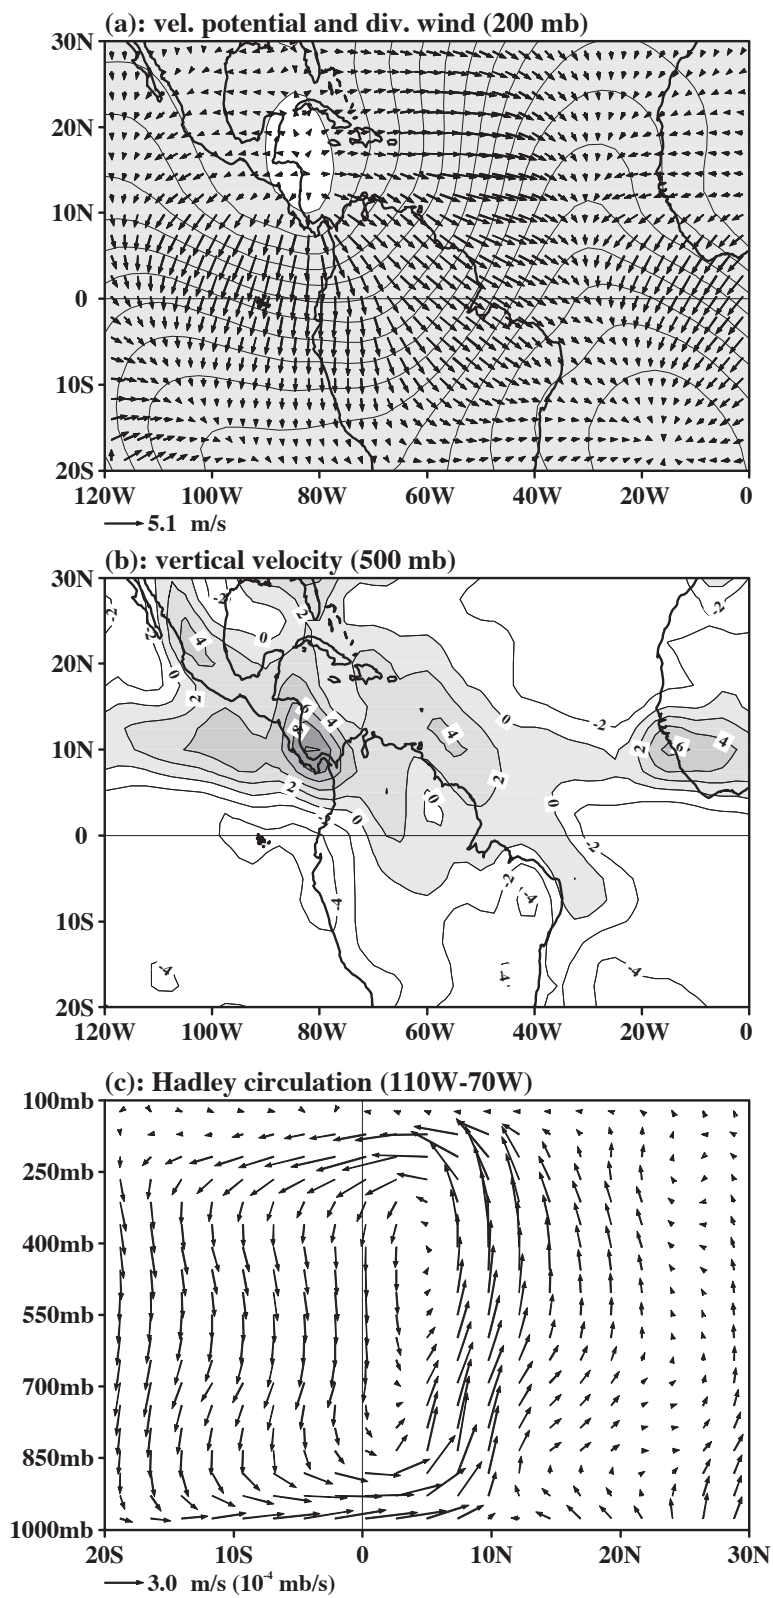 (a): vel. potential and div. wind (200 mb)
30N
20N
10N
0
10S
20S
120W 100W 80W 60W 40W 20W 0
5.1 m/s
(b): vertical velocity (500 mb)
30N
-2 -2 2 -2
-2 4 0
20N
0
2 6 4
8 4 0 -2 2 6 4
10N
2 2
2 0 0
-2 0
0
-2
-2
-4 -4
10S
-4 -4 -4
20S
120W 100W 80W 60W 40W 20W 0
(c): Hadley circulation (110W-70W)
100mb
250mb
400mb
550mb
700mb
850mb
1000mb
20S 10S 0 10N 20N 30N
3.0 m/s (10⁻⁴ mb/s)